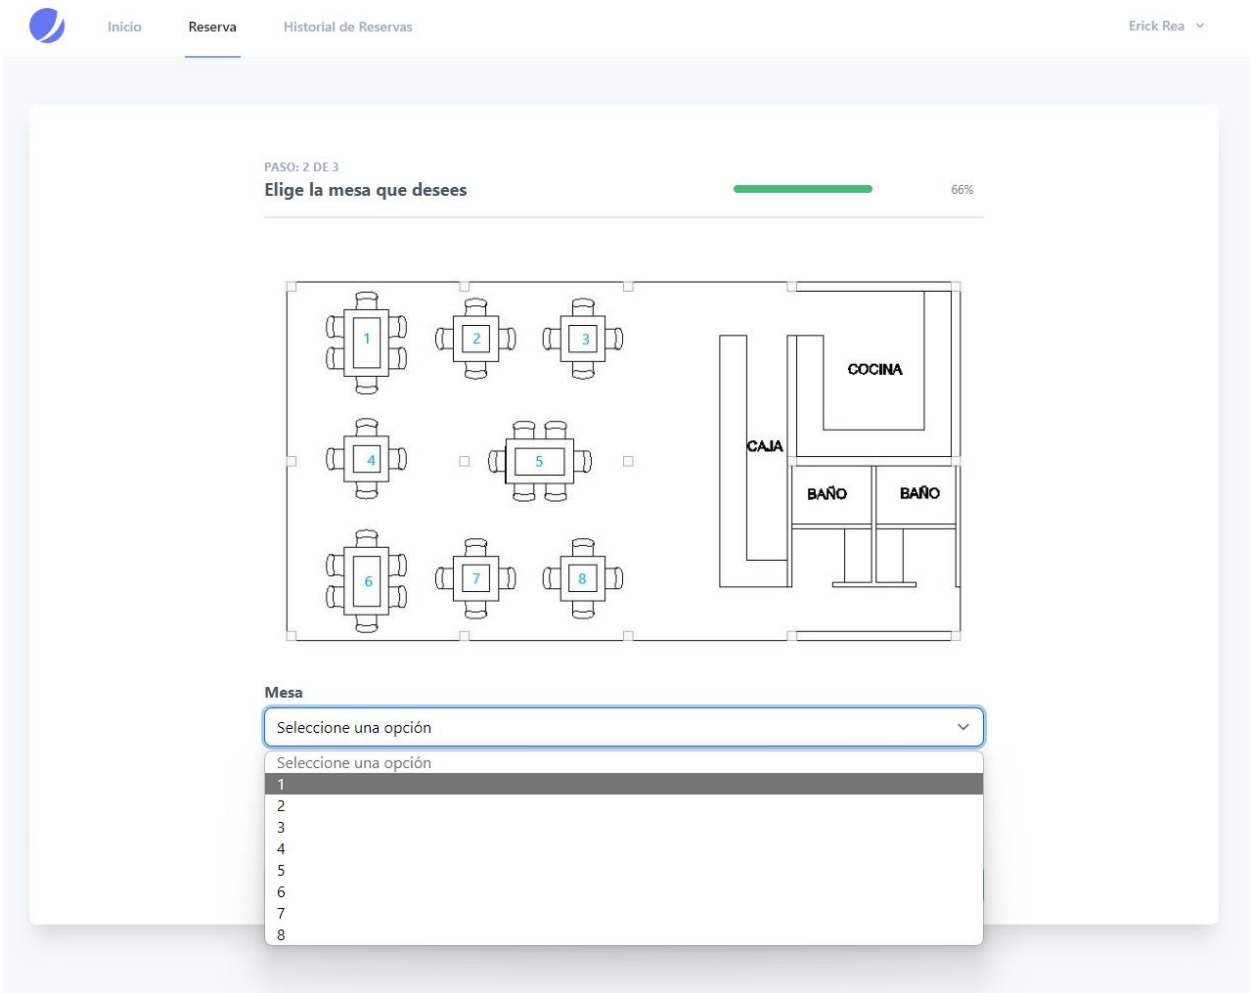 Inicio Reserva Historial de Reservas Erick Rea
PASO: 2 DE 3
Elige la mesa que desees 66%
1 2 3
COCINA
CAJA
4 5
BAÑO BAÑO
6 7 8
Mesa
Seleccione una opción
Seleccione una opción
1
2
3
4
5
6
7
8